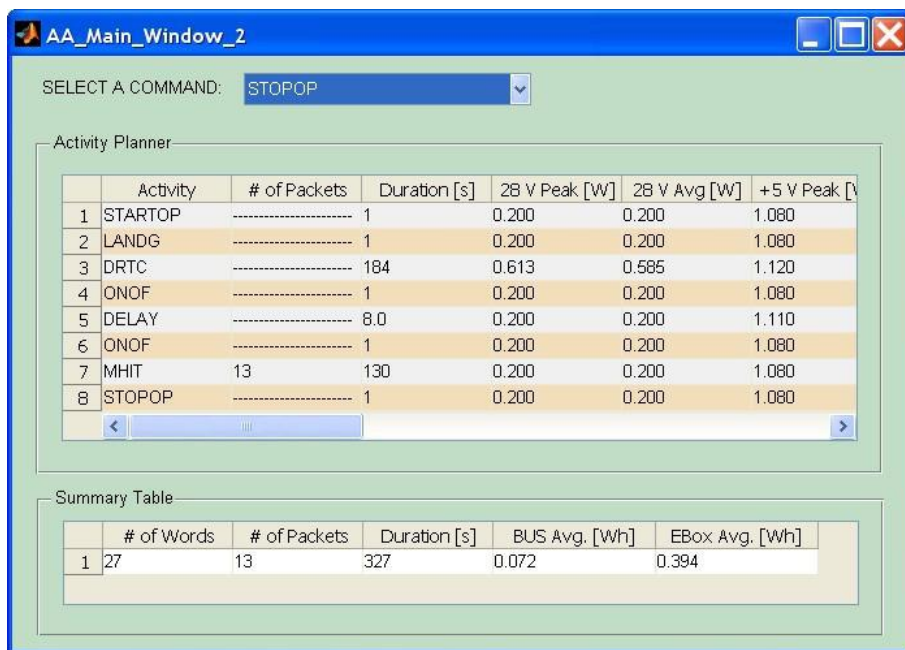 AA_Main_Window_2
SELECT A COMMAND: STOPOP
Activity Planner
Activity # of Packets Duration [s] 28 V Peak [W] 28 V Avg [W] +5 V Peak [W
1 STARTOP ----------------------- 1 0.200 0.200 1.080
2 LANDG ----------------------- 1 0.200 0.200 1.080
3 DRTC ----------------------- 184 0.613 0.585 1.120
4 ONOF ----------------------- 1 0.200 0.200 1.080
5 DELAY ----------------------- 8.0 0.200 0.200 1.110
6 ONOF ----------------------- 1 0.200 0.200 1.080
7 MHIT 13 130 0.200 0.200 1.080
8 STOPOP ----------------------- 1 0.200 0.200 1.080
Summary Table
# of Words # of Packets Duration [s] BUS Avg. [Wh] EBox Avg. [Wh]
1 27 13 327 0.072 0.394